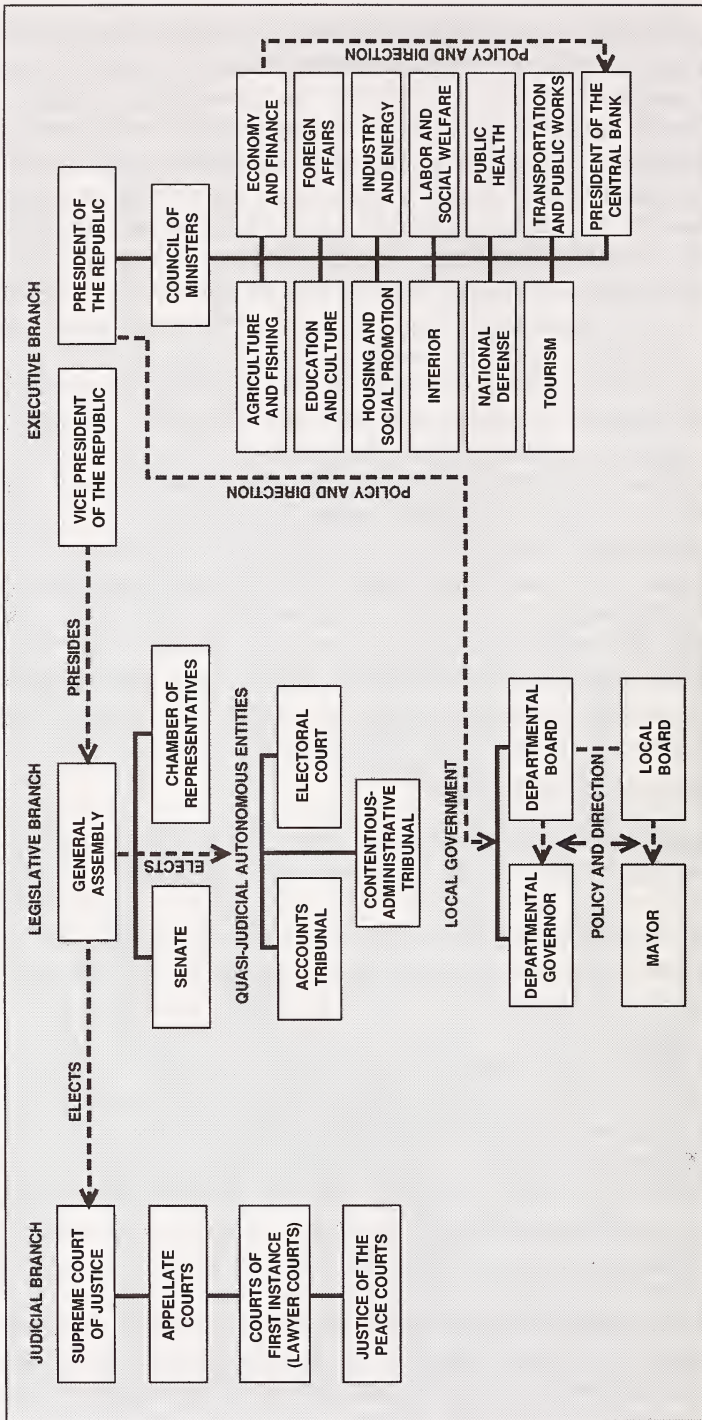 JUDICIAL BRANCH
SUPREME COURT
OF JUSTICE
APPELLATE
COURTS
COURTS OF
FIRST INSTANCE
(LAWYER COURTS)
JUSTICE OF THE
PEACE COURTS
ELECTS
LEGISLATIVE BRANCH
GENERAL
ASSEMBLY
SENATE
CHAMBER OF
REPRESENTATIVES
ELECTS
QUASI-JUDICIAL AUTONOMOUS ENTITIES
ACCOUNTS
TRIBUNAL
ELECTORAL
COURT
CONTENTIOUS-
ADMINISTRATIVE
TRIBUNAL
LOCAL GOVERNMENT
DEPARTMENTAL
GOVERNOR
DEPARTMENTAL
BOARD
POLICY AND DIRECTION
MAYOR
LOCAL
BOARD
PRESIDES
EXECUTIVE BRANCH
VICE PRESIDENT
OF THE REPUBLIC
PRESIDENT OF
THE REPUBLIC
POLICY AND DIRECTION
COUNCIL OF
MINISTERS
AGRICULTURE
AND FISHING
ECONOMY
AND FINANCE
EDUCATION
AND CULTURE
FOREIGN
AFFAIRS
HOUSING AND
SOCIAL PROMOTION
INDUSTRY
AND ENERGY
INTERIOR
LABOR AND
SOCIAL WELFARE
NATIONAL
DEFENSE
PUBLIC
HEALTH
TOURISM
TRANSPORTATION
AND PUBLIC WORKS
PRESIDENT OF THE
CENTRAL BANK
POLICY AND DIRECTION